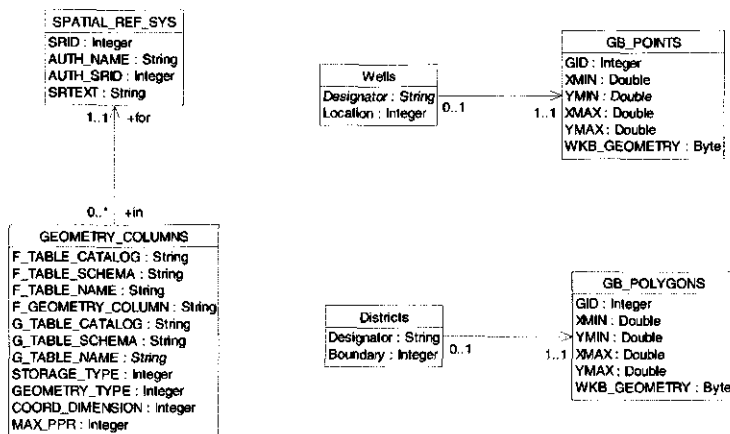 SPATIAL_REF_SYS
SRID : Integer
AUTH_NAME : String
AUTH_SRID : Integer
SRTEXT : String
1..1 +for
0..* +in
GEOMETRY_COLUMNS
F_TABLE_CATALOG : String
F_TABLE_SCHEMA : String
F_TABLE_NAME : String
F_GEOMETRY_COLUMN : String
G_TABLE_CATALOG : String
G_TABLE_SCHEMA : String
G_TABLE_NAME : String
STORAGE_TYPE : Integer
GEOMETRY_TYPE : Integer
COORD_DIMENSION : Integer
MAX_PPR : Integer
Wells
Designator : String
Location : Integer
0..1
1..1
GB_POINTS
GID : Integer
XMIN : Double
YMIN : Double
XMAX : Double
YMAX : Double
WKB_GEOMETRY : Byte
Districts
Designator : String
Boundary : Integer
0..1
1..1
GB_POLYGONS
GID : Integer
XMIN : Double
YMIN : Double
XMAX : Double
YMAX : Double
WKB_GEOMETRY : Byte